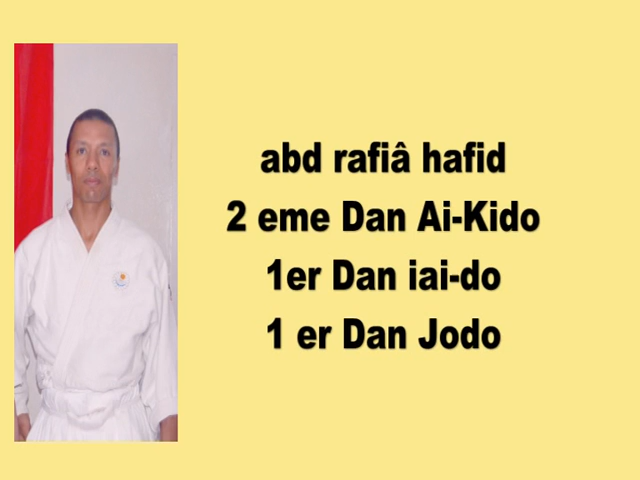 abd rafiâ hafid
2 eme Dan Ai-Kido
1er Dan iai-do
1 er Dan Jodo